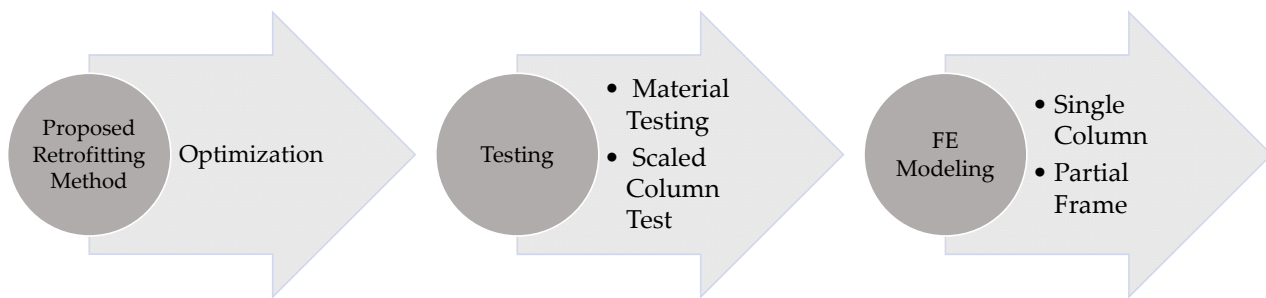 Proposed
Retrofitting
Method
Optimization
Testing
• Material
Testing
• Scaled
Column
Test
FE
Modeling
• Single
Column
• Partial
Frame